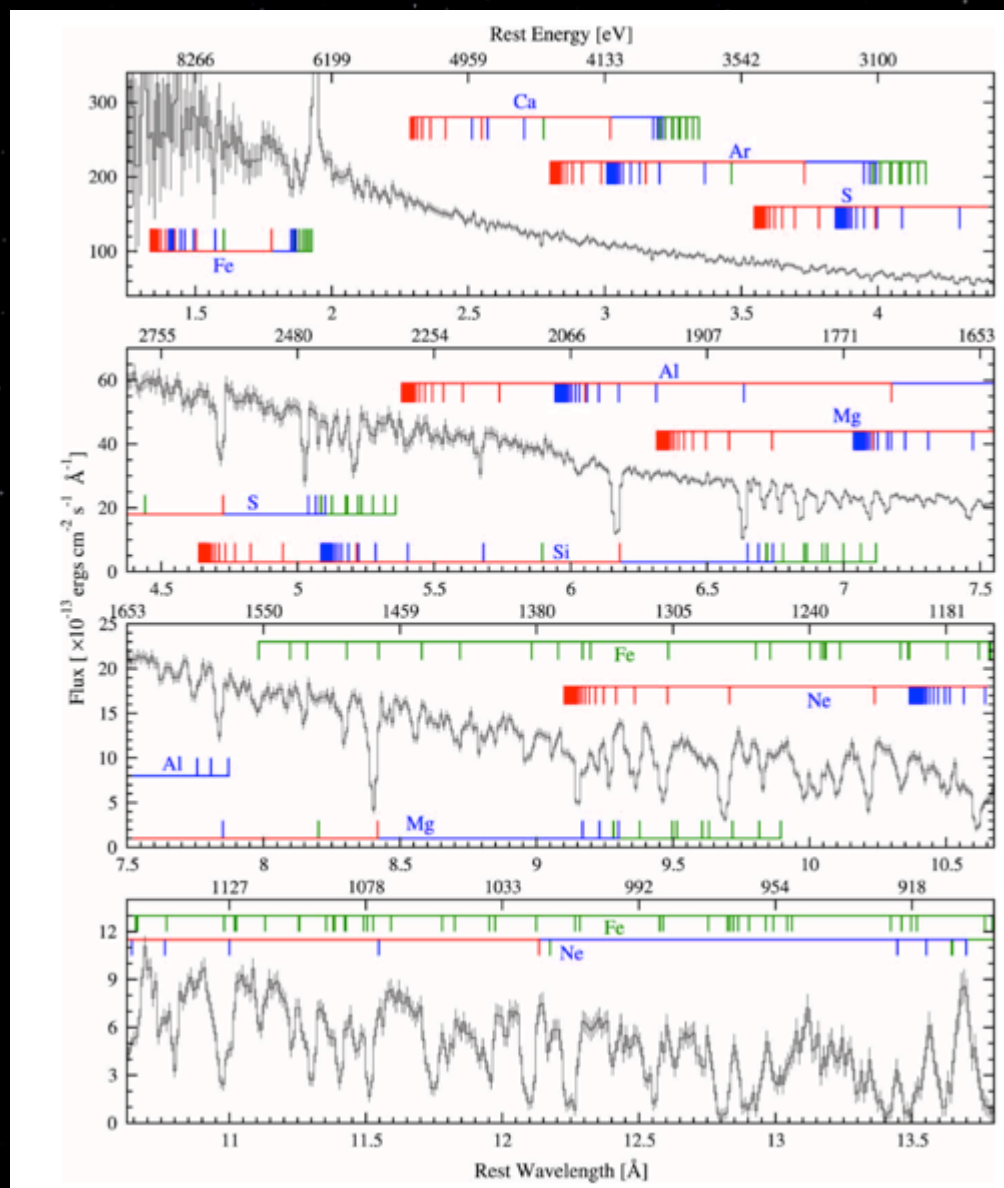 Rest Energy [eV]
8266 6199 4959 4133 3542 3100
300
200
100
Ca
Ar
S
Fe
1.5 2 2.5 3 3.5 4
2755 2480 2254 2066 1907 1771 1653
60
40
20
0
Al
Mg
S
Si
4.5 5 5.5 6 6.5 7 7.5
Flux [ ×10⁻¹³ ergs cm⁻² s⁻¹ Å⁻¹]
1653 1550 1459 1380 1305 1240 1181
25
20
15
10
5
0
Fe
Ne
Al
Mg
7.5 8 8.5 9 9.5 10 10.5
1127 1078 1033 992 954 918
12
9
6
3
0
Fe
Ne
11 11.5 12 12.5 13 13.5
Rest Wavelength [Å]